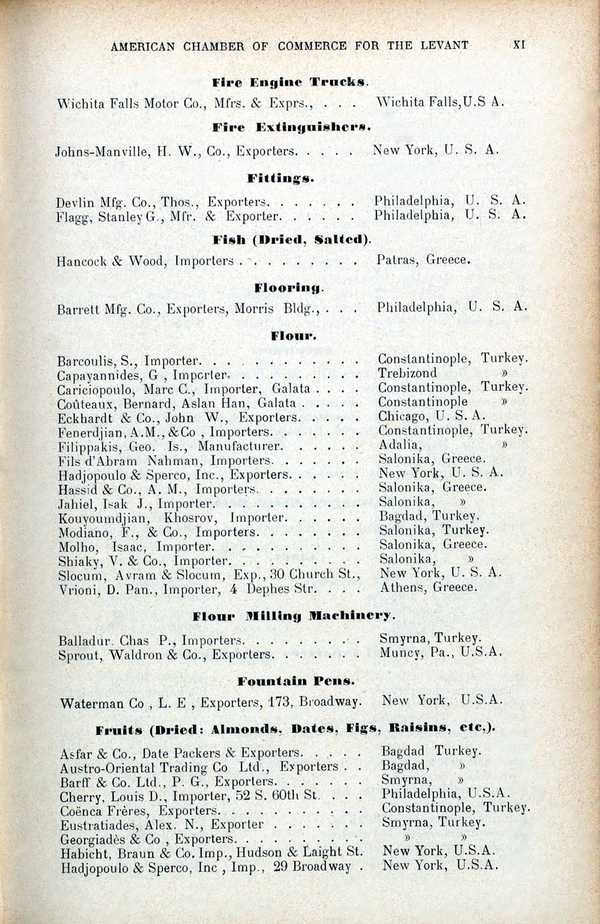 AMERICAN CHAMBER OF COMMERCE FOR THE LEVANT XI
Fire Engine Trucks.
Wichita Falls Motor Co., Mfrs. & Exprs., . . . Wichita Falls, U.S A.
Fire Extinguishers.
Johns-Manville, H. W., Co., Exporters. . . . . New York, U. S. A.
Fittings.
Devlin Mfg. Co., Thos., Exporters. . . . . . . Philadelphia, U. S. A.
Flagg, Stanley G., Mfr. & Exporter. . . . . . Philadelphia, U. S. A.
Fish (Dried, Salted).
Hancock & Wood, Importers . . . . . . . . . Patras, Greece.
Flooring.
Barrett Mfg. Co., Exporters, Morris Bldg., . . . Philadelphia, U. S. A.
Flour.
Barcoulis, S., Importer. . . . . . . . . . . . Constantinople, Turkey.
Capayannides, G , Importer. . . . . . . . . . Trebizond »
Cariciopoulo, Marc C., Importer, Galata . . . . Constantinople, Turkey.
Coûteaux, Bernard, Aslan Han, Galata . . . . . Constantinople »
Eckhardt & Co., John W., Exporters. . . . . . Chicago, U. S. A.
Fenerdjian, A.M., & Co , Importers. . . . . . . Constantinople, Turkey.
Filippakis, Geo. Is., Manufacturer. . . . . . . Adalia, »
Fils d'Abram Nahman, Importers. . . . . . . Salonika, Greece.
Hadjopoulo & Sperco, Inc., Exporters. . . . . . New York, U. S. A.
Hassid & Co., A. M., Importers. . . . . . . . Salonika, Greece.
Jahiel, Isak J., Importer. . . . . . . . . . . Salonika, »
Kouyoumdjian, Khosrov, Importer. . . . . . Bagdad, Turkey.
Modiano, F., & Co., Importers. . . . . . . . Salonika, Turkey.
Molho, Isaac, Importer. . . . . . . . . . . Salonika, Greece.
Shiaky, V. & Co., Importer. . . . . . . . . . Salonika, »
Slocum, Avram & Slocum, Exp., 30 Church St., New York, U. S. A.
Vrioni, D. Pan., Importer, 4 Dephes Str. . . . Athens, Greece.
Flour Milling Machinery.
Balladur. Chas P., Importers. . . . . . . . . Smyrna, Turkey.
Sprout, Waldron & Co., Exporters. . . . . . . Muncy, Pa., U.S.A.
Fountain Pens.
Waterman Co , L. E , Exporters, 173, Broadway. New York, U.S.A.
Fruits (Dried: Almonds, Dates, Figs, Raisins, etc,).
Asfar & Co., Date Packers & Exporters. . . . . Bagdad Turkey.
Austro-Oriental Trading Co Ltd., Exporters . . Bagdad, »
Barff & Co. Ltd., P. G., Exporters. . . . . . . Smyrna, »
Cherry, Louis D., Importer, 52 S. 60th St. . . . Philadelphia, U.S.A.
Coënca Frères, Exporters. . . . . . . . . . . Constantinople, Turkey.
Eustratiades, Alex. N., Exporter . . . . . . . Smyrna, Turkey.
Georgiadès & Co , Exporters. . . . . . . . . . » »
Habicht, Braun & Co. Imp., Hudson & Laight St. New York, U.S.A.
Hadjopoulo & Sperco, Inc , Imp., 29 Broadway . New York, U.S.A.